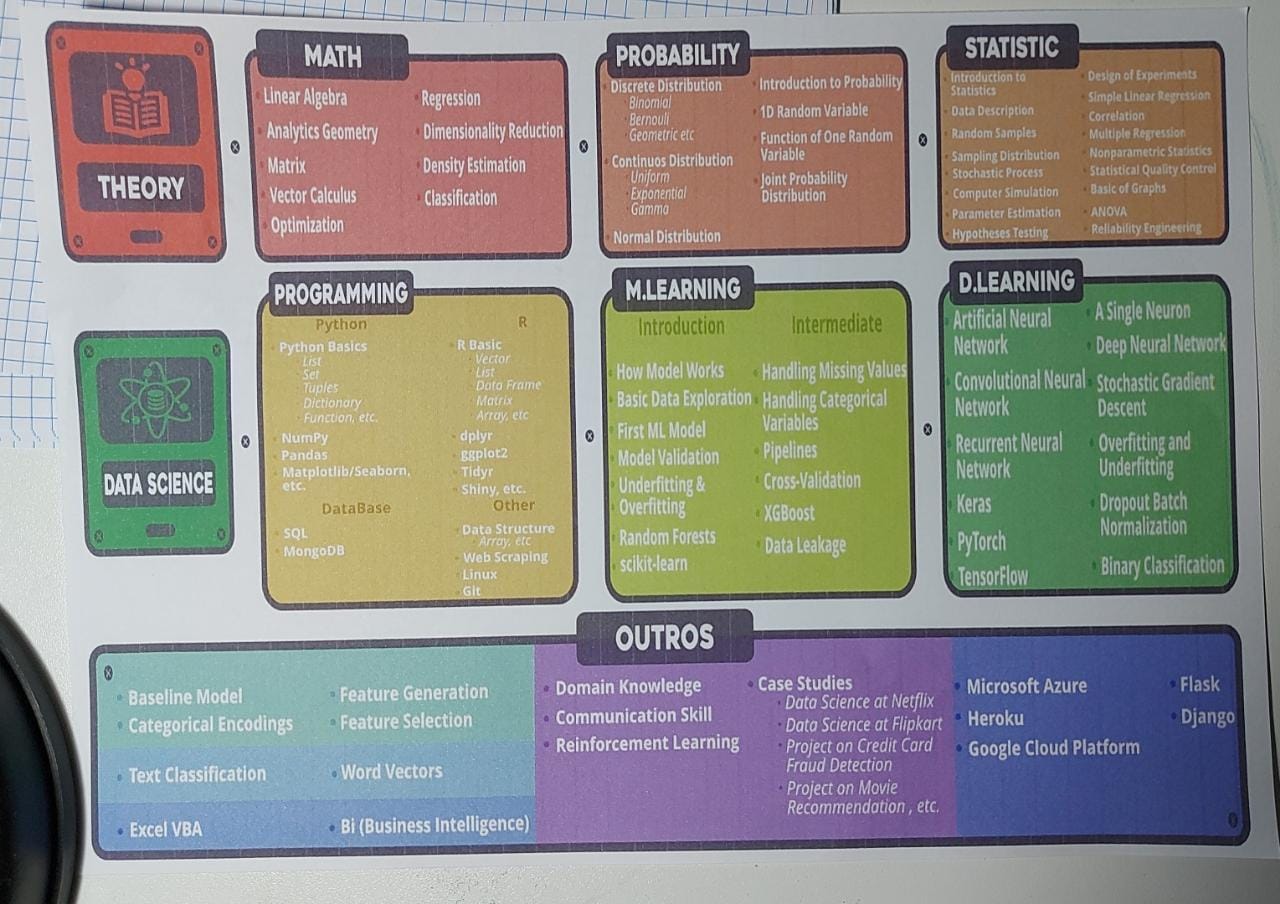 THEORY
MATH
Linear Algebra
Analytics Geometry
Matrix
Vector Calculus
Optimization
Regression
Dimensionality Reduction
Density Estimation
Classification
PROBABILITY
Discrete Distribution
Binomial
Bernouli
Geometric etc
Continuos Distribution
Uniform
Exponential
Gamma
Normal Distribution
Introduction to Probability
1D Random Variable
Function of One Random
Variable
Joint Probability
Distribution
STATISTIC
Introduction to
Statistics
Data Description
Random Samples
Sampling Distribution
Stochastic Process
Computer Simulation
Parameter Estimation
Hypotheses Testing
Design of Experiments
Simple Linear Regression
Correlation
Multiple Regression
Nonparametric Statistics
Statistical Quality Control
Basic of Graphs
ANOVA
Reliability Engineering
DATA SCIENCE
PROGRAMMING
Python
Python Basics
List
Set
Tuples
Dictionary
Function, etc.
NumPy
Pandas
Matplotlib/Seaborn,
etc.
R
R Basic
Vector
List
Data Frame
Matrix
Array, etc
dplyr
ggplot2
Tidyr
Shiny, etc.
DataBase
SQL
MongoDB
Other
Data Structure
Array, etc
Web Scraping
Linux
Git
M.LEARNING
Introduction
How Model Works
Basic Data Exploration
First ML Model
Model Validation
Underfitting &
Overfitting
Random Forests
scikit-learn
Intermediate
Handling Missing Values
Handling Categorical
Variables
Pipelines
Cross-Validation
XGBoost
Data Leakage
D.LEARNING
Artificial Neural
Network
Convolutional Neural
Network
Recurrent Neural
Network
Keras
PyTorch
TensorFlow
A Single Neuron
Deep Neural Network
Stochastic Gradient
Descent
Overfitting and
Underfitting
Dropout Batch
Normalization
Binary Classification
OUTROS
Baseline Model
Categorical Encodings
Feature Generation
Feature Selection
Text Classification
Word Vectors
Excel VBA
Bi (Business Intelligence)
Domain Knowledge
Communication Skill
Reinforcement Learning
Case Studies
Data Science at Netflix
Data Science at Flipkart
Project on Credit Card
Fraud Detection
Project on Movie
Recommendation , etc.
Microsoft Azure
Heroku
Google Cloud Platform
Flask
Django